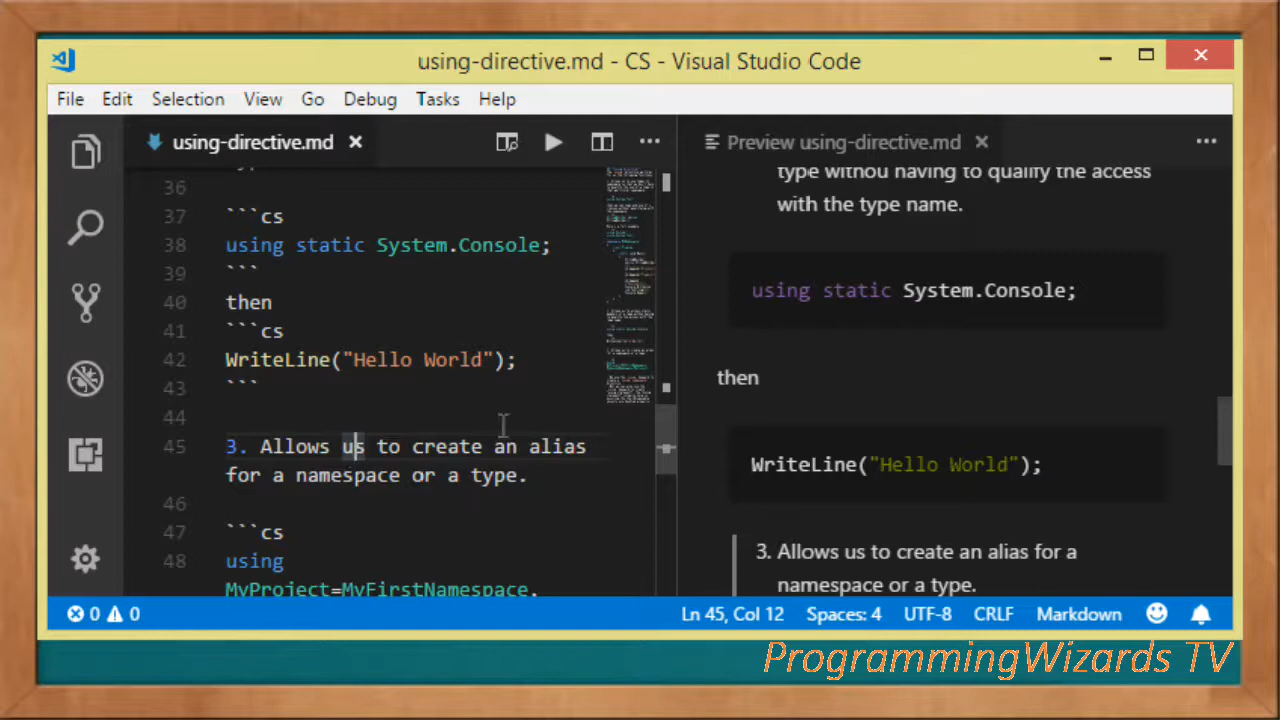 using-directive.md - CS - Visual Studio Code
File Edit Selection View Go Debug Tasks Help
using-directive.md
Preview using-directive.md
36
37 ```cs
38 using static System.Console;
39 ```
40 then
41 ```cs
42 WriteLine("Hello World");
43 ```
44
45 3. Allows us to create an alias
for a namespace or a type.
46
47 ```cs
48 using
MyProject=MyFirstNamespace.
type withou having to qualify the access
with the type name.
using static System.Console;
then
WriteLine("Hello World");
3. Allows us to create an alias for a
namespace or a type.
0 0 Ln 45, Col 12 Spaces: 4 UTF-8 CRLF Markdown
ProgrammingWizards TV